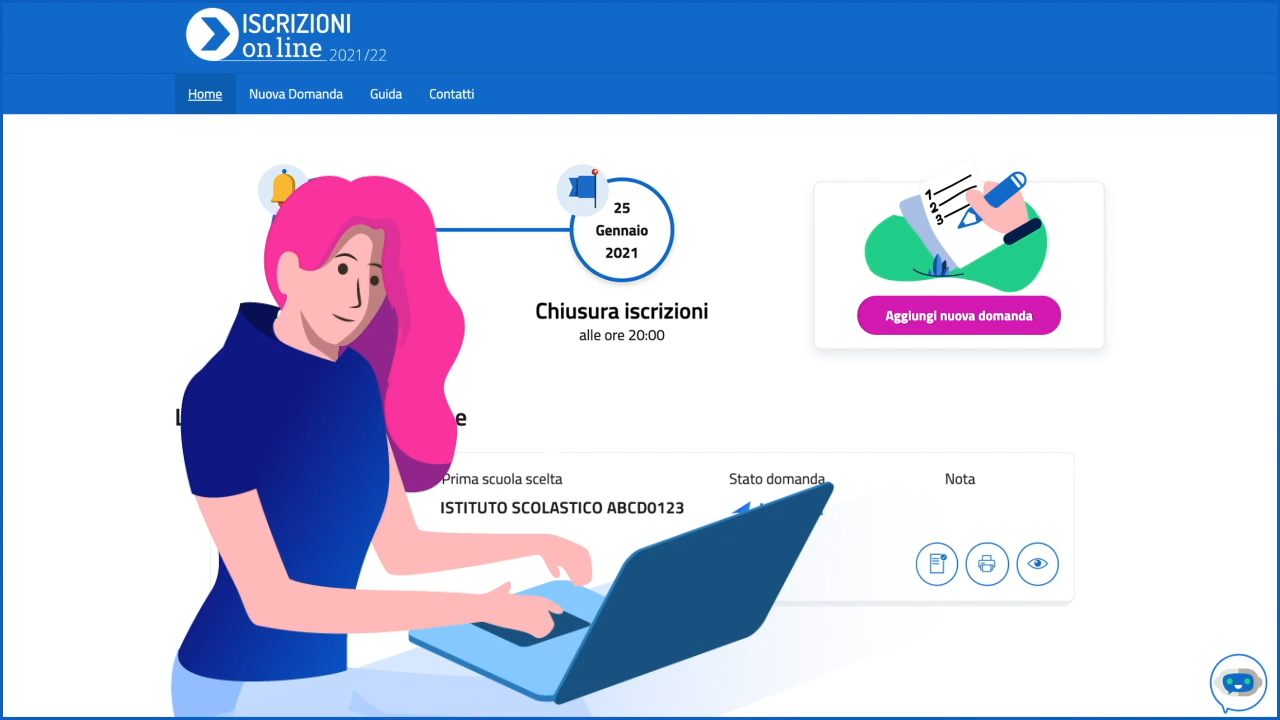 ISCRIZIONI
on line 2021/22
Home Nuova Domanda Guida Contatti
25
Gennaio
2021
Chiusura iscrizioni
alle ore 20:00
1
2
3
Aggiungi nuova domanda
Prima scuola scelta Stato domanda Nota
ISTITUTO SCOLASTICO ABCD0123